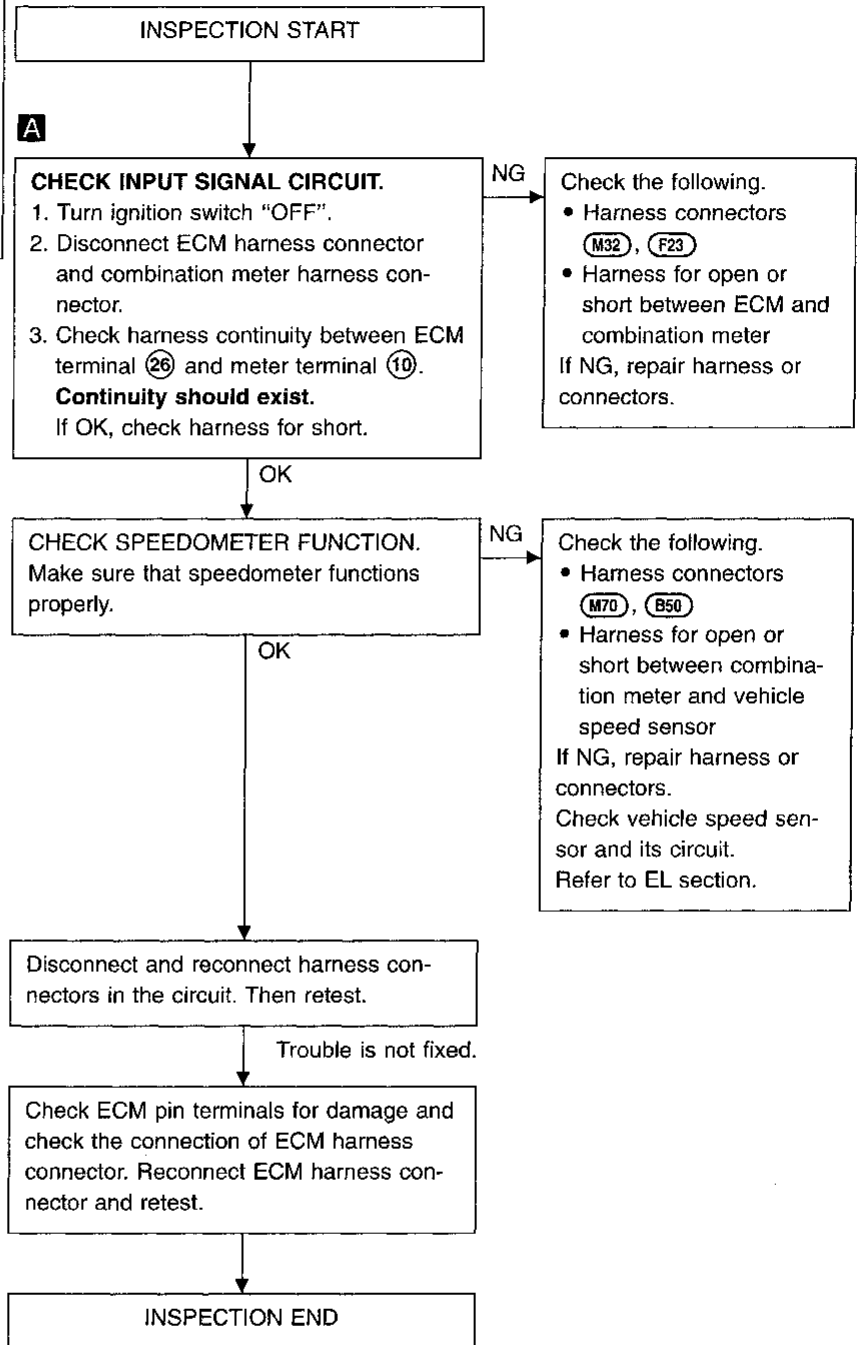 INSPECTION START
A
CHECK INPUT SIGNAL CIRCUIT.
1. Turn ignition switch "OFF".
2. Disconnect ECM harness connector
and combination meter harness con-
nector.
3. Check harness continuity between ECM
terminal 26 and meter terminal 10.
Continuity should exist.
If OK, check harness for short.
NG
Check the following.
• Harness connectors
M32, F23
• Harness for open or
short between ECM and
combination meter
If NG, repair harness or
connectors.
OK
CHECK SPEEDOMETER FUNCTION.
Make sure that speedometer functions
properly.
NG
Check the following.
• Harness connectors
M70, B50
• Harness for open or
short between combina-
tion meter and vehicle
speed sensor
If NG, repair harness or
connectors.
Check vehicle speed sen-
sor and its circuit.
Refer to EL section.
OK
Disconnect and reconnect harness con-
nectors in the circuit. Then retest.
Trouble is not fixed.
Check ECM pin terminals for damage and
check the connection of ECM harness
connector. Reconnect ECM harness con-
nector and retest.
INSPECTION END